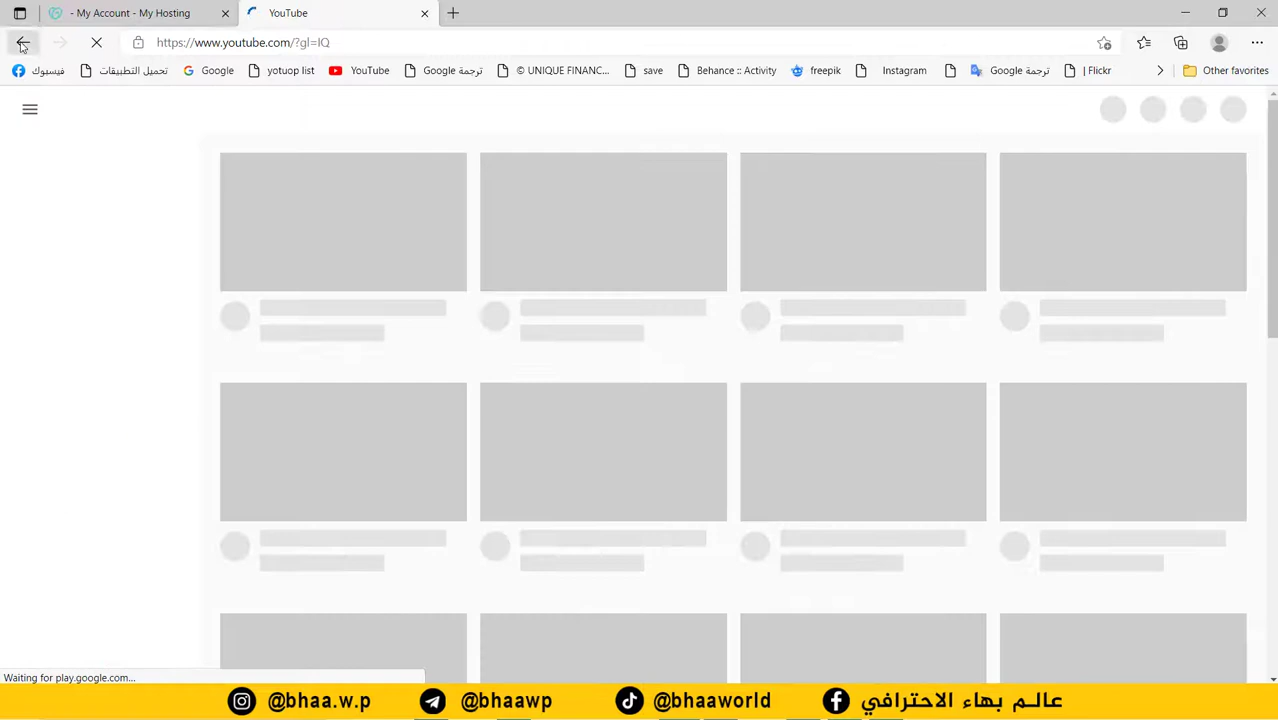 - My Account - My Hosting
YouTube
https://www.youtube.com/?gl=IQ
فيسبوك
تحميل التطبيقات
Google
vatuop list
YouTube
ترجمة Google
© UNIQUE FINANC...
save
Behance :: Activity
freepik
Instagram
ترجمة Google
| Flickr
Other favorites
Waiting for play.google.com...
@bhaa.w.p
@bhaawp
@bhaaworld
عالم بهاء الاحترافي